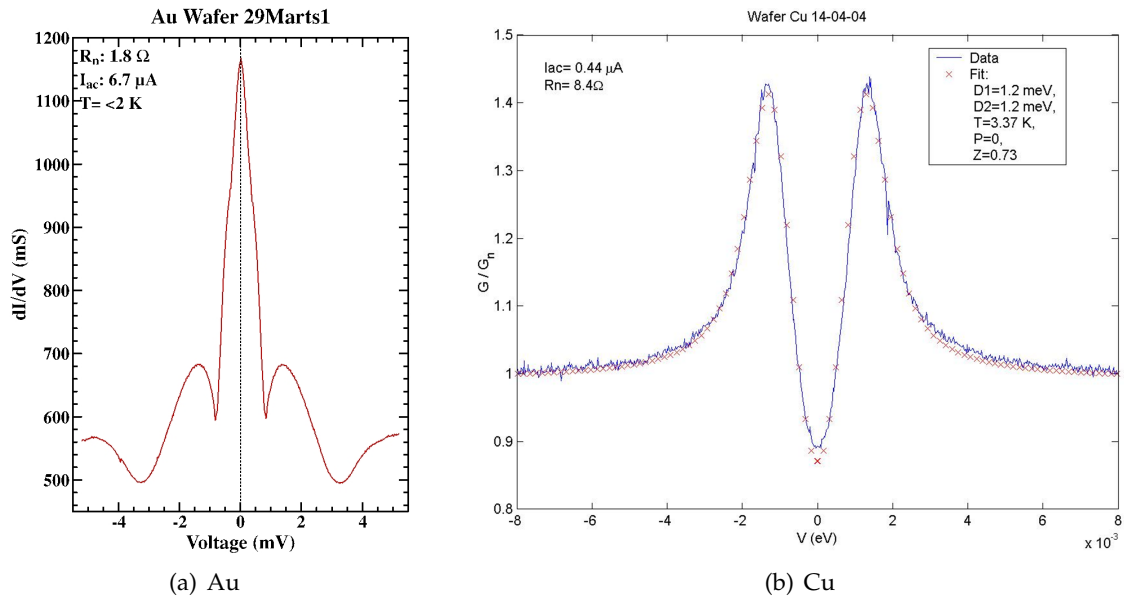 Au Wafer 29Marts1
1200
1100
1000
900
800
700
600
500
dI/dV (mS)
Rn: 1.8 Ω
Iac: 6.7 μA
T= <2 K
-4
-2
0
2
4
Voltage (mV)
(a) Au
Wafer Cu 14-04-04
1.5
1.4
1.3
1.2
1.1
1
0.9
0.8
G / Gn
Iac= 0.44 μA
Rn= 8.4Ω
Data
Fit:
D1=1.2 meV,
D2=1.2 meV,
T=3.37 K,
P=0,
Z=0.73
-8
-6
-4
-2
0
2
4
6
8
V (eV)
x 10⁻³
(b) Cu